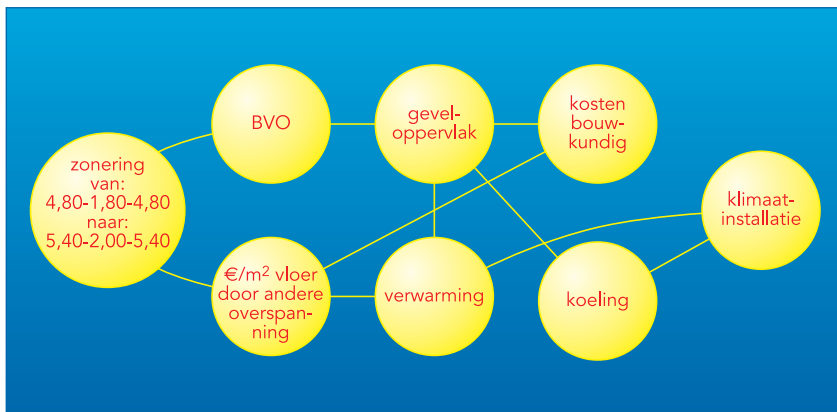 zonering
van:
4,80-1,80-4,80
naar:
5,40-2,00-5,40
BVO
gevel-
oppervlak
kosten
bouw-
kundig
€/m² vloer
door andere
overspan-
ning
verwarming
koeling
klimaat-
installatie